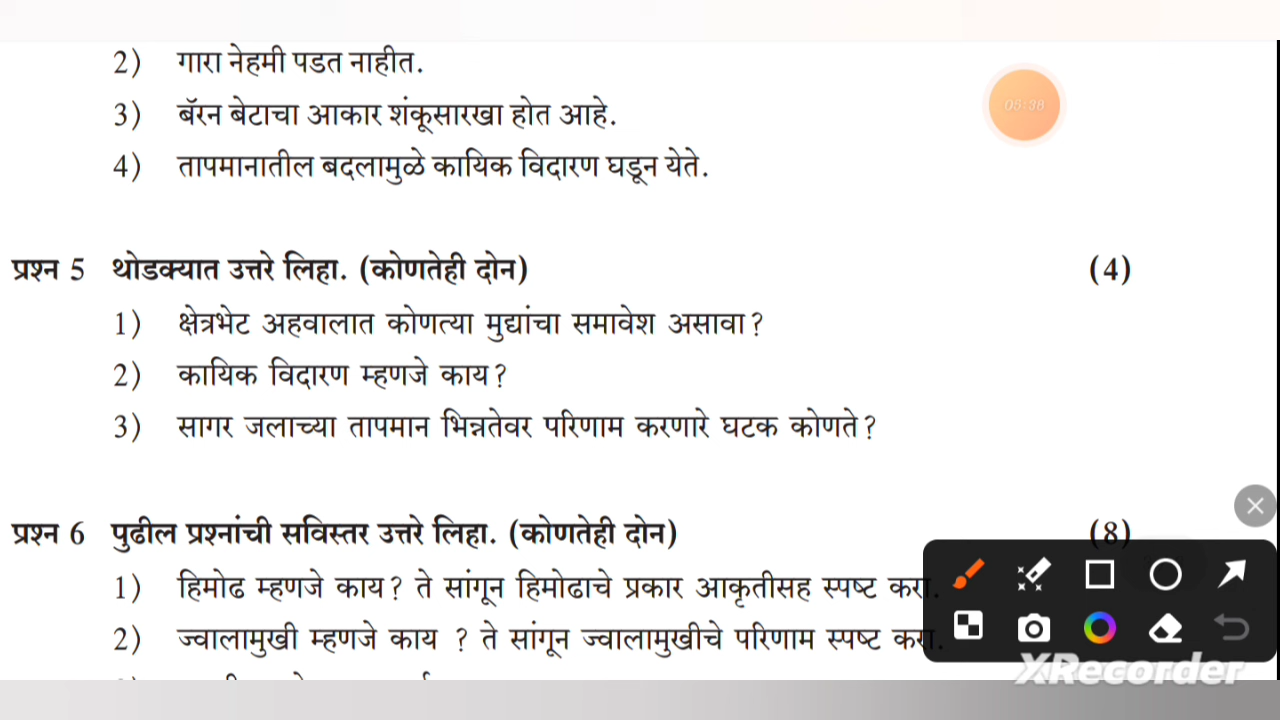 2) गारा नेहमी पडत नाहीत.
05:38
3) बॅरन बेटाचा आकार शंकूसारखा होत आहे.
4) तापमानातील बदलामुळे कायिक विदारण घडून येते.
प्रश्न 5 थोडक्यात उत्तरे लिहा. (कोणतेही दोन) (4)
1) क्षेत्रभेट अहवालात कोणत्या मुद्यांचा समावेश असावा?
2) कायिक विदारण म्हणजे काय?
3) सागर जलाच्या तापमान भिन्नतेवर परिणाम करणारे घटक कोणते?
प्रश्न 6 पुढील प्रश्नांची सविस्तर उत्तरे लिहा. (कोणतेही दोन) (8)
1) हिमोढ म्हणजे काय? ते सांगून हिमोढाचे प्रकार आकृतीसह स्पष्ट करा.
2) ज्वालामुखी म्हणजे काय ? ते सांगून ज्वालामुखीचे परिणाम स्पष्ट करा.
XRecorder